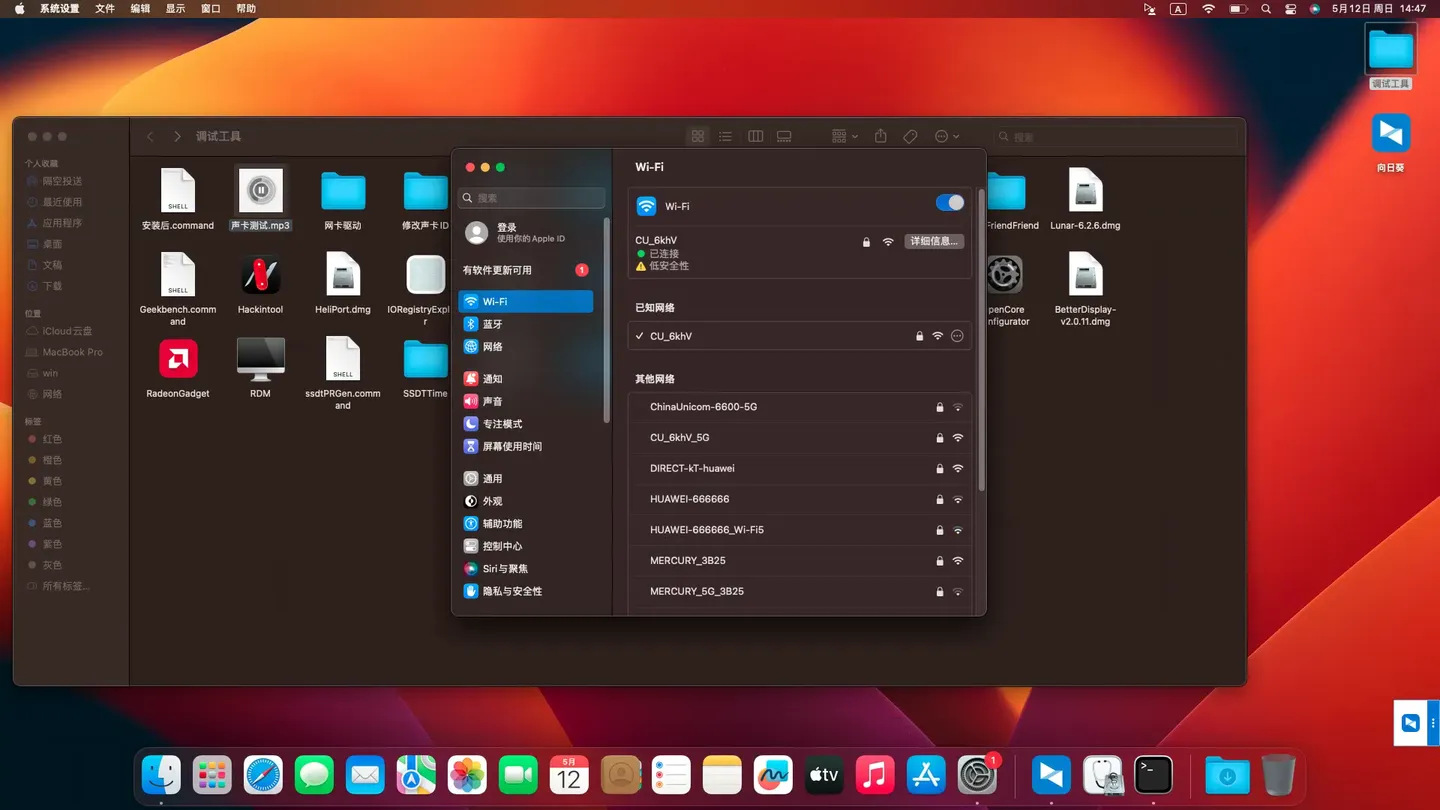 系统设置 文件 编辑 显示 窗口 帮助
A
5月12日 周日 14:47
调试工具
向日葵
个人收藏
隔空投送
最近使用
应用程序
桌面
文稿
下载
位置
iCloud云盘
MacBook Pro
win
网络
标签
红色
橙色
黄色
绿色
蓝色
紫色
灰色
所有标签...
调试工具
搜索
SHELL
安装后.command
声卡测试.mp3
网卡驱动
修改声卡ID
FriendFriend
Lunar-6.2.6.dmg
SHELL
Geekbench.comm
and
Hackintool
HeliPort.dmg
IORegistryExpl
r
penCore
nfigurator
BetterDisplay-
v2.0.11.dmg
RadeonGadget
RDM
SHELL
ssdtPRGen.comm
and
SSDTTime
搜索
登录
使用你的Apple ID
有软件更新可用
1
Wi-Fi
蓝牙
网络
通知
声音
专注模式
屏幕使用时间
通用
外观
辅助功能
控制中心
Siri与聚焦
隐私与安全性
Wi-Fi
Wi-Fi
CU_6khV
已连接
低安全性
详细信息...
已知网络
CU_6khV
其他网络
ChinaUnicom-6600-5G
CU_6khV_5G
DIRECT-kT-huawei
HUAWEI-666666
HUAWEI-666666_Wi-Fi5
MERCURY_3B25
MERCURY_5G_3B25
5月
12
tv
1